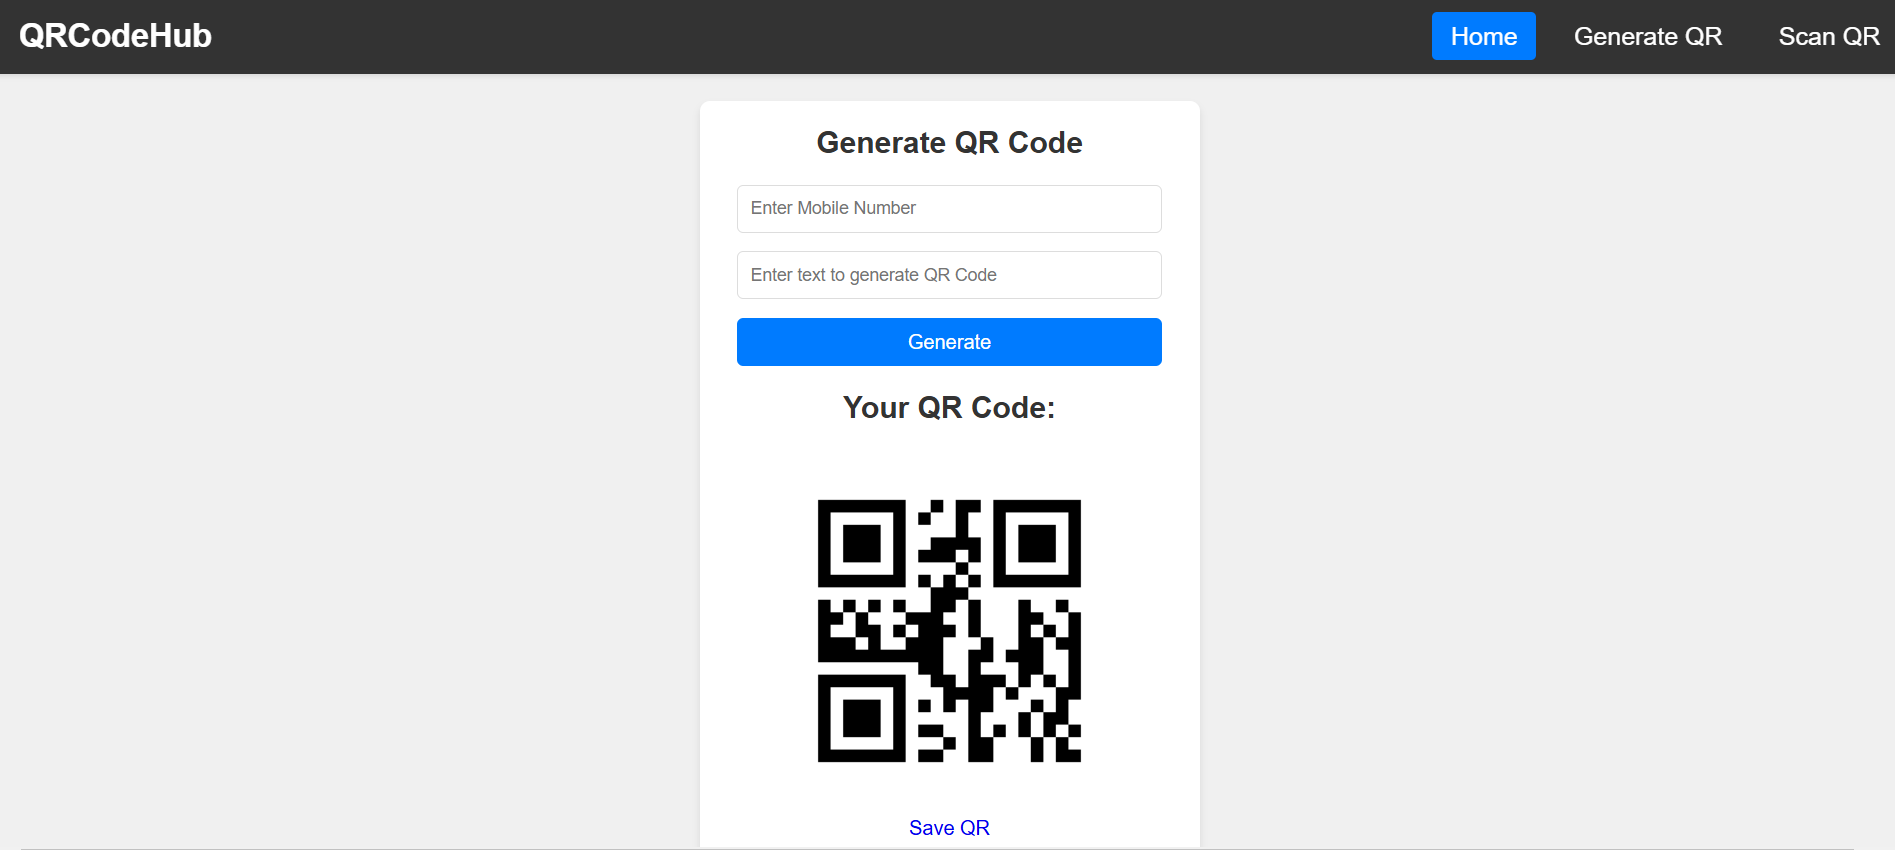 QRCodeHub
Home Generate QR Scan QR
Generate QR Code
Enter Mobile Number
Enter text to generate QR Code
Generate
Your QR Code:
Save QR